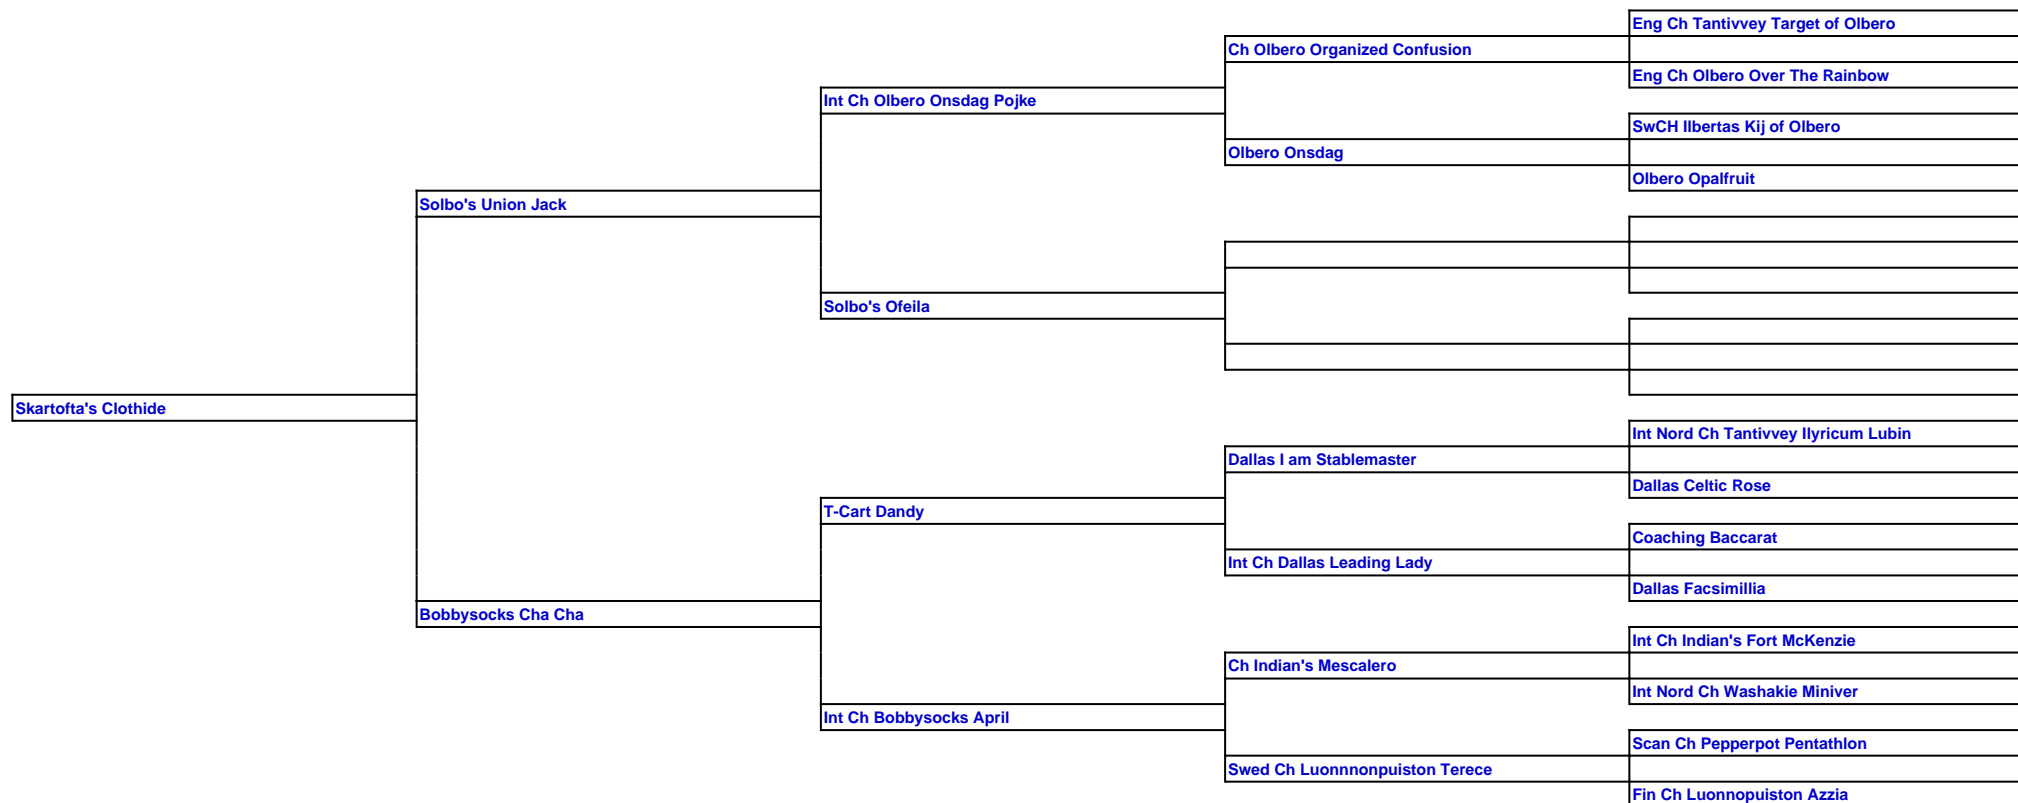 Eng Ch Tantivvey Target of Olbero
Ch Olbero Organized Confusion
Eng Ch Olbero Over The Rainbow
Int Ch Olbero Onsdag Pojke
SwCH Ilbertas Kij of Olbero
Olbero Onsdag
Olbero Opalfruit
Solbo's Union Jack
Solbo's Ofeila
Skartofta's Clothide
Int Nord Ch Tantivvey Ilyricum Lubin
Dallas I am Stablemaster
Dallas Celtic Rose
T-Cart Dandy
Coaching Baccarat
Int Ch Dallas Leading Lady
Dallas Facsimillia
Bobbysocks Cha Cha
Int Ch Indian's Fort McKenzie
Ch Indian's Mescalero
Int Nord Ch Washakie Miniver
Int Ch Bobbysocks April
Scan Ch Pepperpot Pentathlon
Swed Ch Luonnnonpuiston Terece
Fin Ch Luonnopuiston Azzia